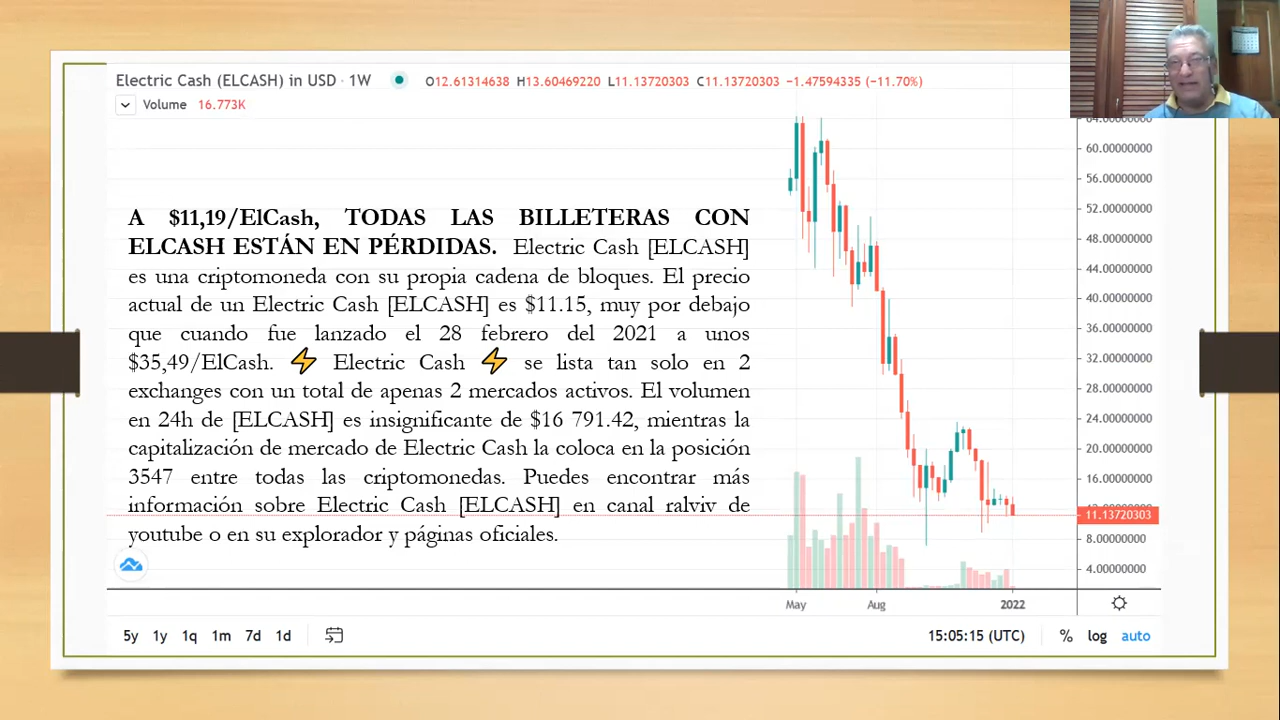 Electric Cash (ELCASH) in USD · 1W O12.61314638 H13.60469220 L11.13720303 C11.13720303 −1.47594335 (−11.70%)
Volume 16.773K
A $11,19/ElCash, TODAS LAS BILLETERAS CON
ELCASH ESTÁN EN PÉRDIDAS. Electric Cash [ELCASH]
es una criptomoneda con su propia cadena de bloques. El precio
actual de un Electric Cash [ELCASH] es $11.15, muy por debajo
que cuando fue lanzado el 28 febrero del 2021 a unos
$35,49/ElCash. ⚡ Electric Cash ⚡ se lista tan solo en 2
exchanges con un total de apenas 2 mercados activos. El volumen
en 24h de [ELCASH] es insignificante de $16 791.42, mientras la
capitalización de mercado de Electric Cash la coloca en la posición
3547 entre todas las criptomonedas. Puedes encontrar más
información sobre Electric Cash [ELCASH] en canal ralviv de
youtube o en su explorador y páginas oficiales.
64.00000000
60.00000000
56.00000000
52.00000000
48.00000000
44.00000000
40.00000000
36.00000000
32.00000000
28.00000000
24.00000000
20.00000000
16.00000000
11.13720303
8.00000000
4.00000000
May Aug 2022
5y 1y 1q 1m 7d 1d 15:05:15 (UTC) % log auto